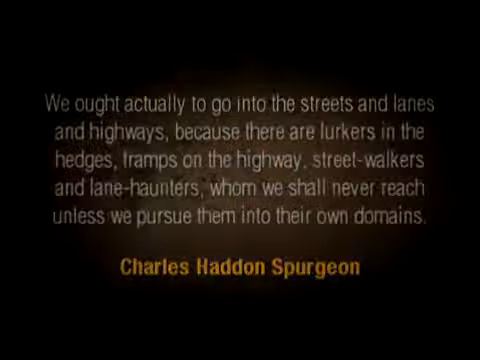 We ought actually to go into the streets and lanes
and highways, because there are lurkers in the
hedges, tramps on the highway, street-walkers
and lane-haunters, whom we shall never reach
unless we pursue them into their own domains.
Charles Haddon Spurgeon